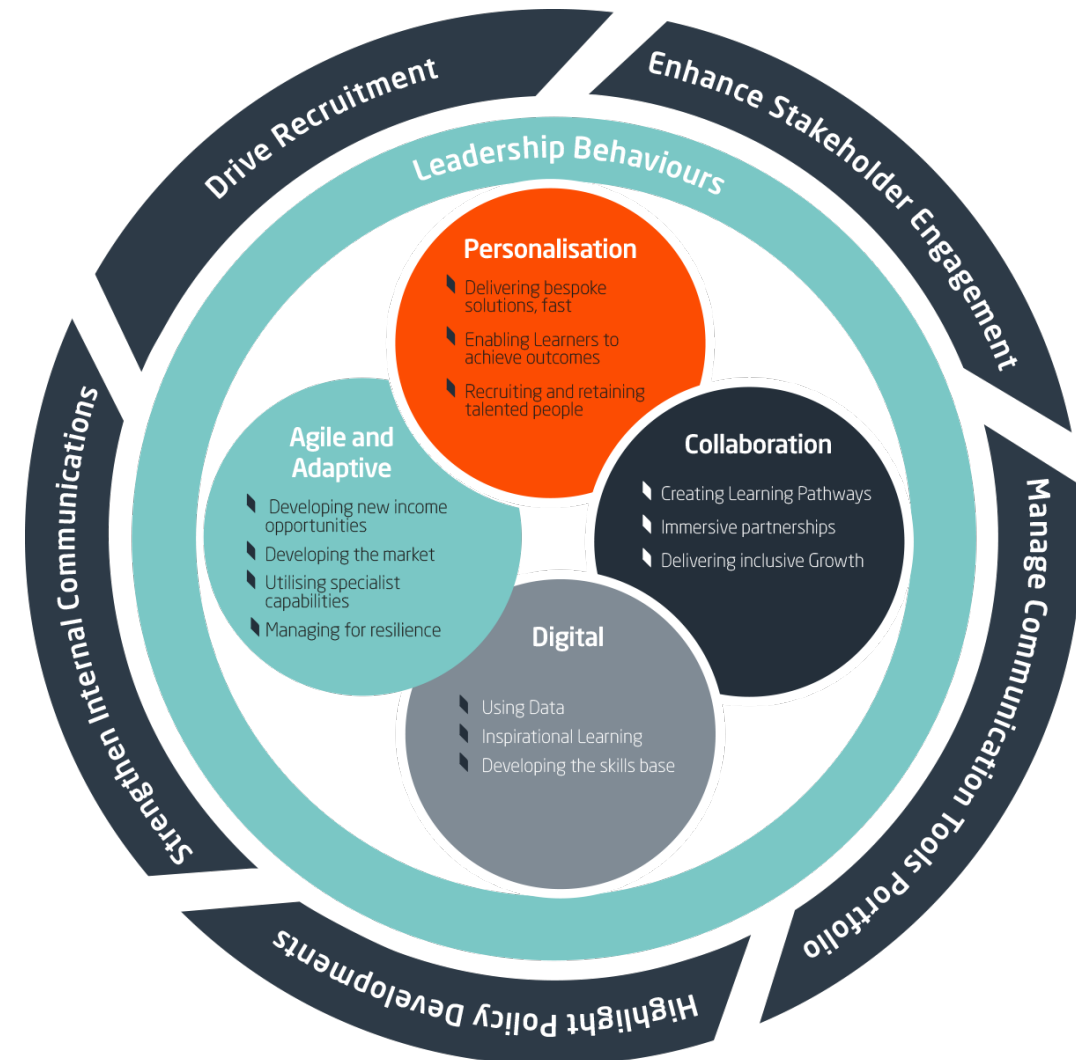 Drive Recruitment
Enhance Stakeholder Engagement
Manage Communication Tools Portfolio
Highlight Policy Developments
Strengthen Internal Communications
Leadership Behaviours
Personalisation
Delivering bespoke
solutions, fast
Enabling Learners to
achieve outcomes
Recruiting and retaining
talented people
Collaboration
Creating Learning Pathways
Immersive partnerships
Delivering inclusive Growth
Digital
Using Data
Inspirational Learning
Developing the skills base
Agile and
Adaptive
Developing new income
opportunities
Developing the market
Utilising specialist
capabilities
Managing for resilience